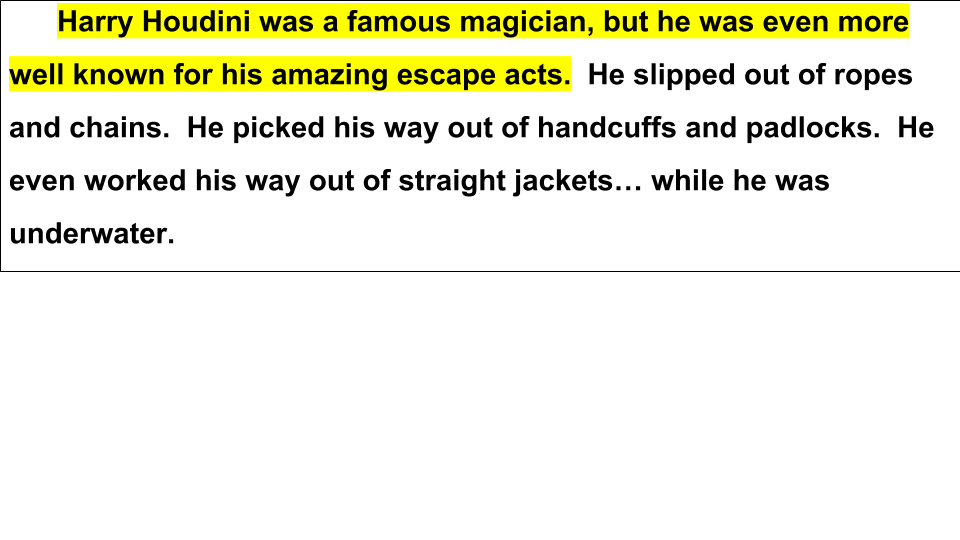 Harry Houdini was a famous magician, but he was even more
well known for his amazing escape acts.  He slipped out of ropes
and chains.  He picked his way out of handcuffs and padlocks.  He
even worked his way out of straight jackets… while he was
underwater.